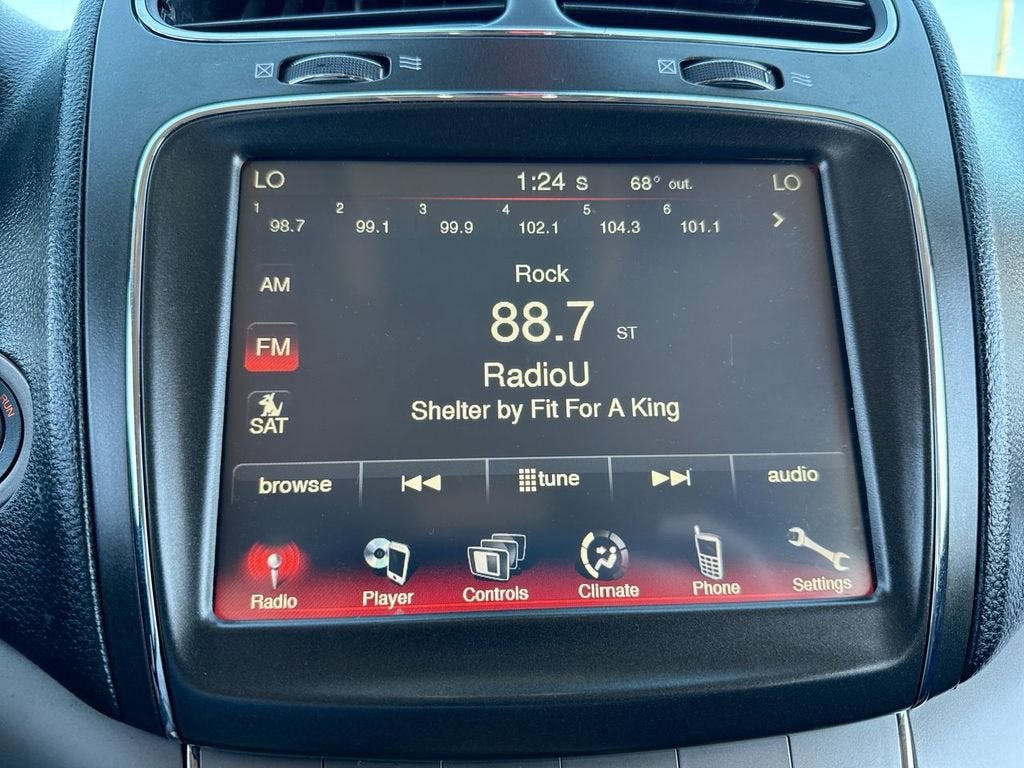 LO 1:24 S 68° out. LO
1 2 3 4 5 6
98.7 99.1 99.9 102.1 104.3 101.1 >
Rock
AM
88.7 ST
FM
RadioU
Shelter by Fit For A King
SAT
browse tune audio
Radio Player Controls Climate Phone Settings
RUN